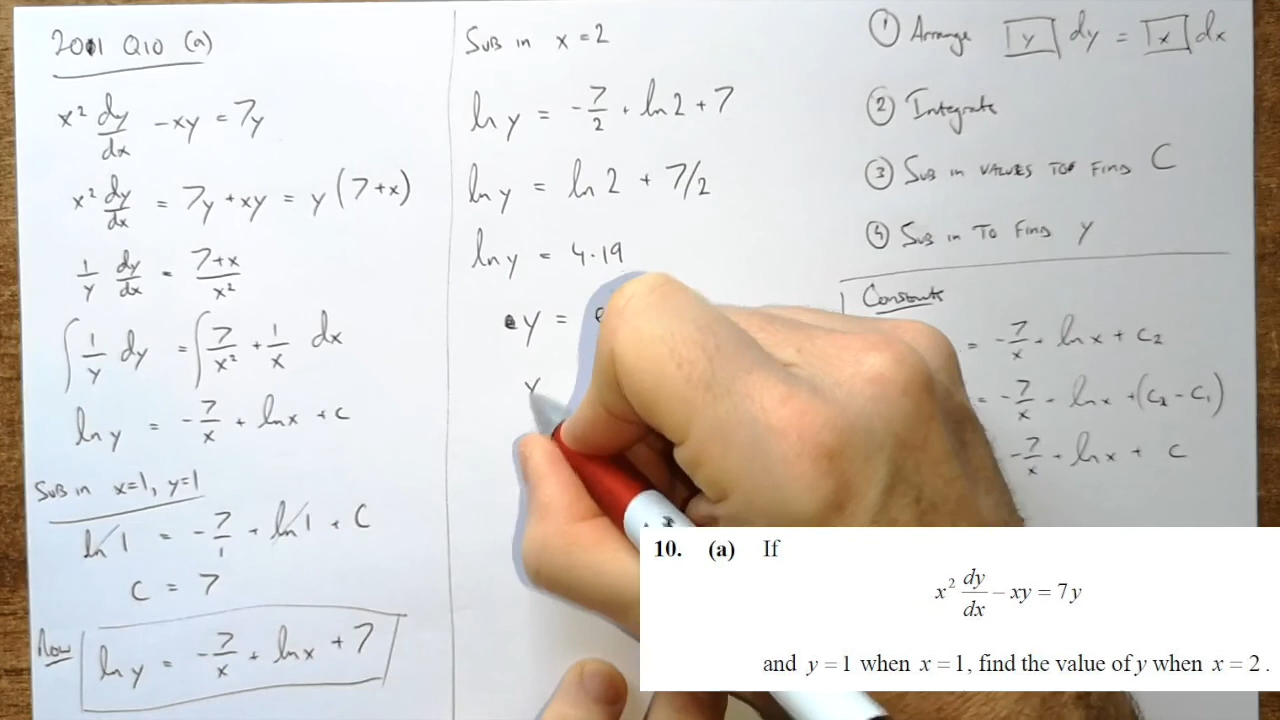 2001 Q10 (a)
x² dy/dx - xy = 7y
x² dy/dx = 7y + xy = y (7+x)
1/y dy/dx = 7+x/x²
∫ 1/y dy = ∫ 7/x² + 1/x dx
ln y = -7/x + ln x + c
Sub in x=1, y=1
ln 1 = -7/1 + ln 1 + C
C = 7
Now
ln y = -7/x + ln x + 7
Sub in x = 2
ln y = -7/2 + ln 2 + 7
ln y = ln 2 + 7/2
ln y = 4.19
y = e
y
① Arrange y dy = x dx
② Integrate
③ Sub in VALUES TO FIND C
④ Sub in To Find y
Constants
= -7/x + ln x + c₂
= -7/x + ln x + (c₂ - c₁)
-7/x + ln x + c
10. (a) If
x² dy/dx – xy = 7y
and y = 1 when x = 1, find the value of y when x = 2.